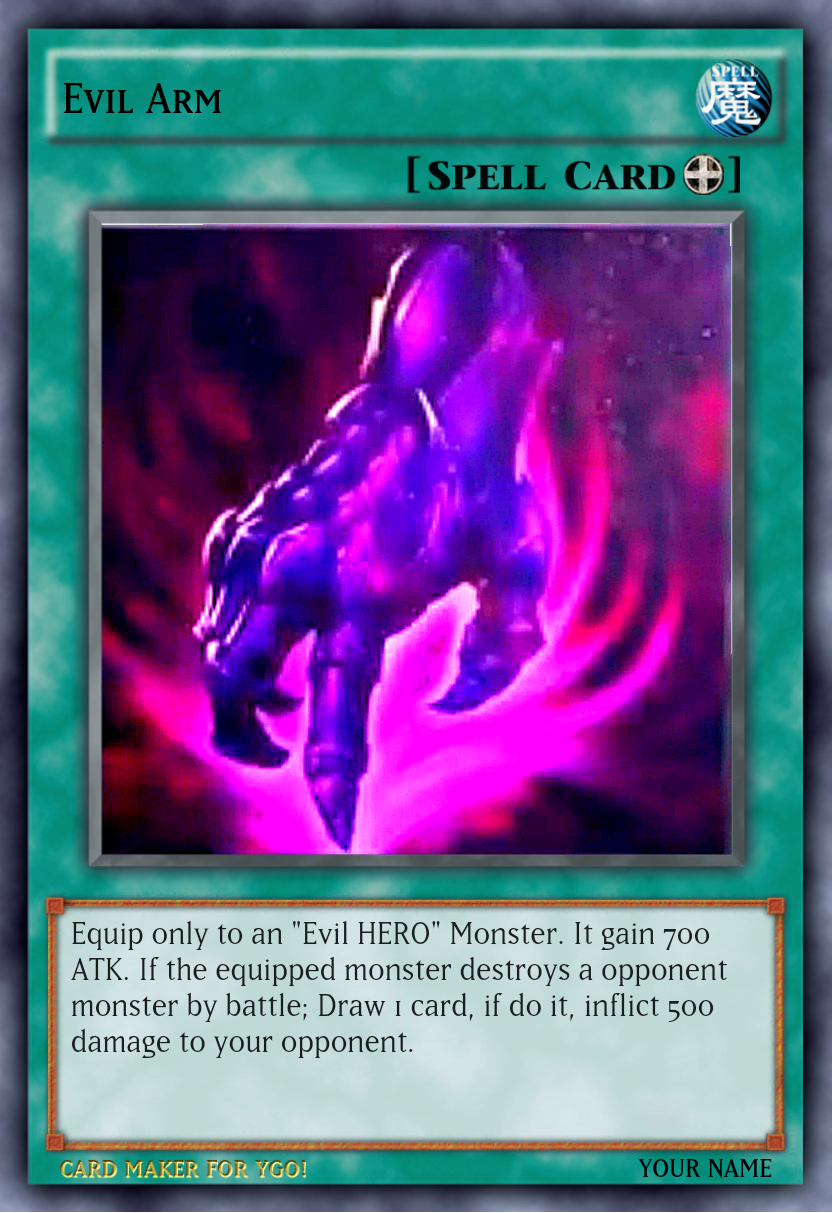 Evil Arm
SPELL
魔
[Spell Card]
Equip only to an "Evil HERO" Monster. It gain 700
ATK. If the equipped monster destroys a opponent
monster by battle; Draw 1 card, if do it, inflict 500
damage to your opponent.
CARD MAKER FOR YGO! YOUR NAME